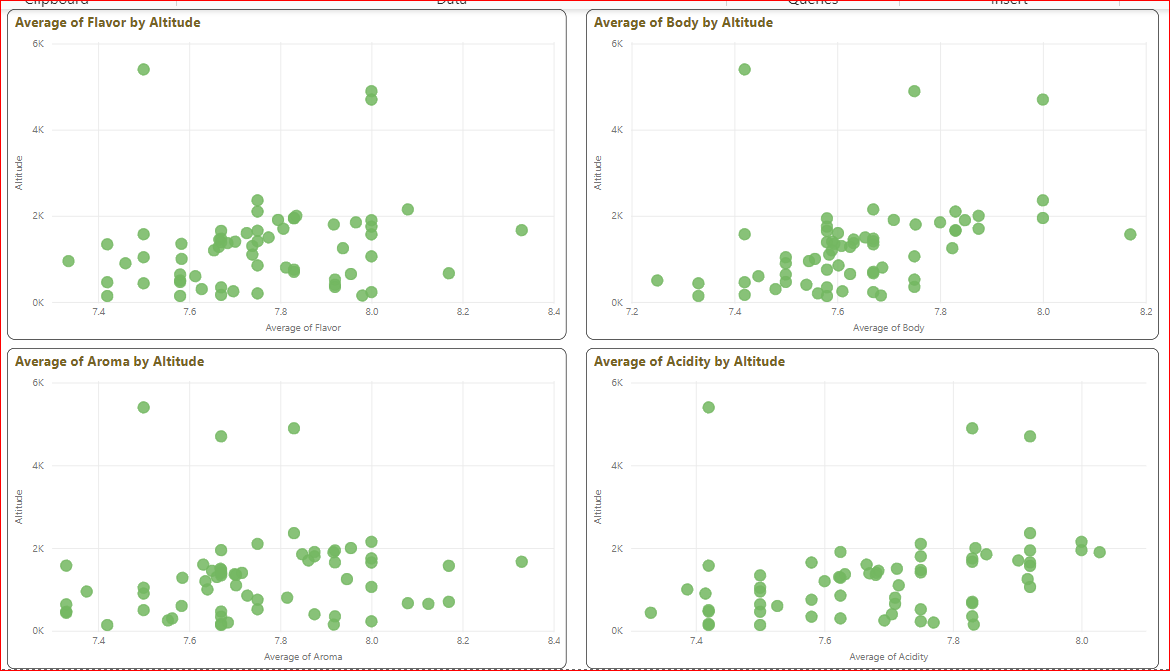 Clipboard Data Queries Insert
Average of Flavor by Altitude
6K
4K
2K
0K
Altitude
7.4 7.6 7.8 8.0 8.2 8.4
Average of Flavor
Average of Body by Altitude
6K
4K
2K
0K
Altitude
7.2 7.4 7.6 7.8 8.0 8.2
Average of Body
Average of Aroma by Altitude
6K
4K
2K
0K
Altitude
7.4 7.6 7.8 8.0 8.2 8.4
Average of Aroma
Average of Acidity by Altitude
6K
4K
2K
0K
Altitude
7.4 7.6 7.8 8.0
Average of Acidity